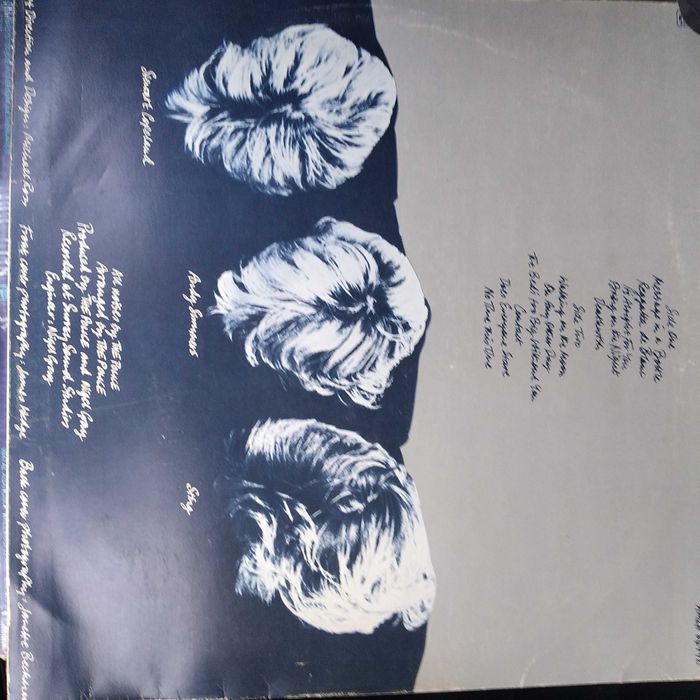 Side One
Message in a Bottle
Reggatta de Blanc
It's Alright For You
Bring on the Night
Deathwish
Side Two
Walking on the Moon
On Any Other Day
The Bed's Too Big Without You
Contact
Does Everyone Stare
No Time This Time
Stewart Copeland Andy Summers Sting
All noises by THE POLICE
Arranged by THE POLICE
Produced by THE POLICE and Nigel Gray
Recorded at Surrey Sound Studios
Engineer: Nigel Gray
Direction and Design: Michael Ross Front cover photography: James Wedge Back cover photography: Janette